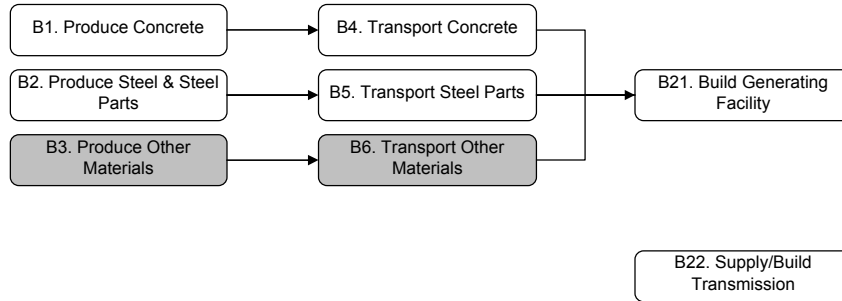 B1. Produce Concrete
B4. Transport Concrete
B2. Produce Steel & Steel
Parts
B5. Transport Steel Parts
B21. Build Generating
Facility
B3. Produce Other
Materials
B6. Transport Other
Materials
B22. Supply/Build
Transmission